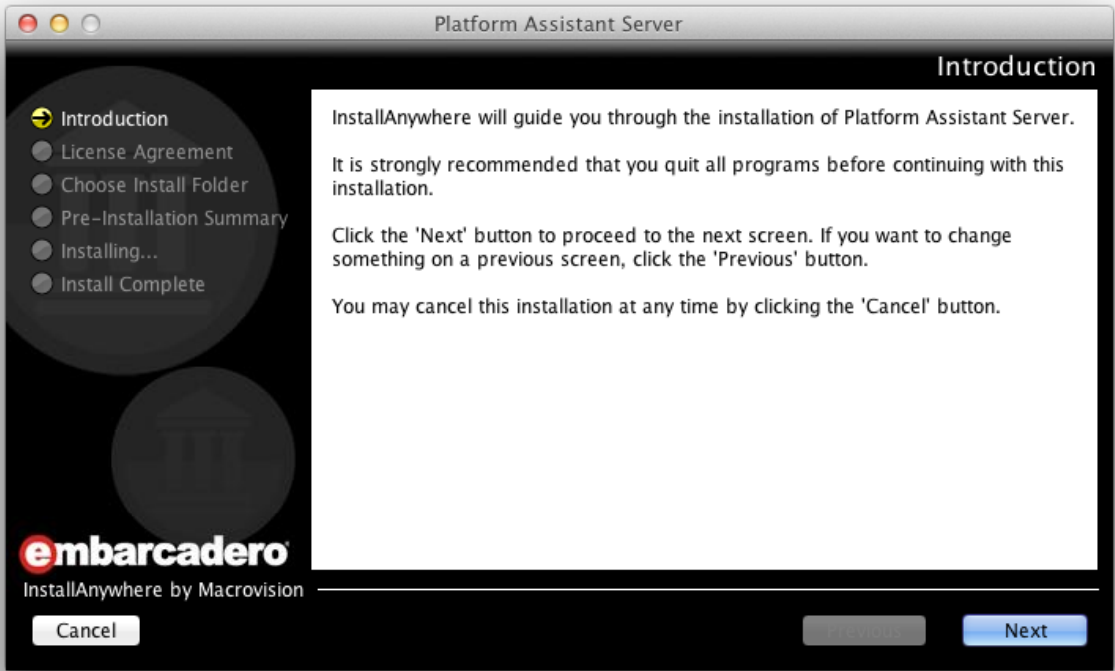 Platform Assistant Server
Introduction
Introduction
License Agreement
Choose Install Folder
Pre-Installation Summary
Installing...
Install Complete
InstallAnywhere will guide you through the installation of Platform Assistant Server.
It is strongly recommended that you quit all programs before continuing with this
installation.
Click the 'Next' button to proceed to the next screen. If you want to change
something on a previous screen, click the 'Previous' button.
You may cancel this installation at any time by clicking the 'Cancel' button.
embarcadero
InstallAnywhere by Macrovision
Cancel
Previous
Next